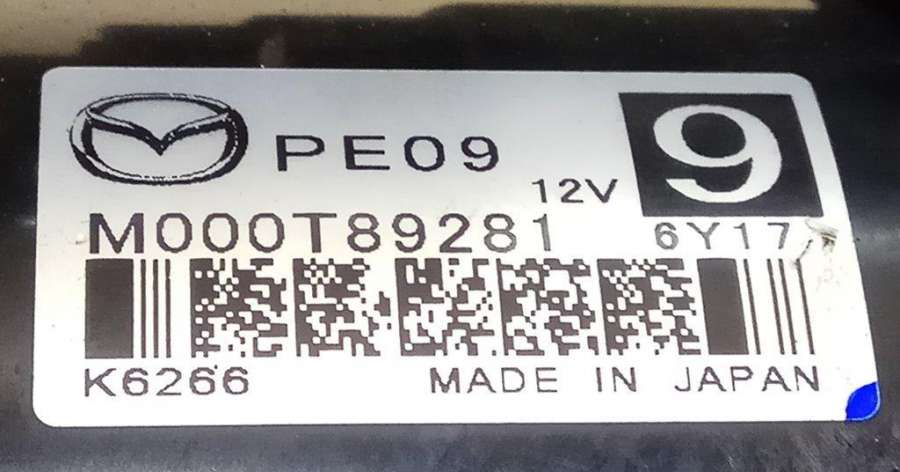 PE09
9
12V
M000T89281
6Y17
K6266
MADE IN JAPAN